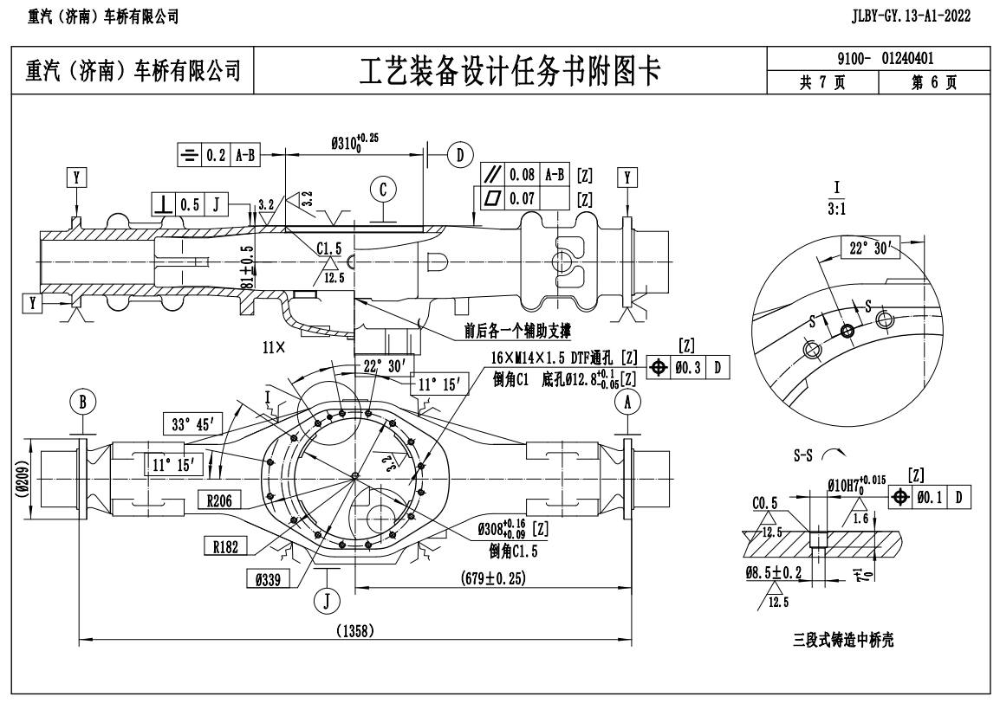 重汽（济南）车桥有限公司
JLBY-GY.13-A1-2022
重汽（济南）车桥有限公司
工艺装备设计任务书附图卡
9100- 01240401
共 7 页
第 6 页
Ø310 +0.25 0
0.2 A-B
D
0.08 A-B [Z]
0.07 [Z]
Y
Y
C
0.5 J
3.2
3.2
I
3:1
22° 30′
C1.5
12.5
81±0.5
Y
S
S
前后各一个辅助支撑
11×
22° 30′
11° 15′
16×M14×1.5 DTF通孔 [Z]
倒角C1 底孔Ø12.8 +0.1 -0.05 [Z]
[Z]
Ø0.3 D
B
I
A
33° 45′
11° 15′
3.2
S-S
(Ø209)
R206
Ø10H7 +0.015 0
[Z]
Ø0.1 D
C0.5
12.5
1.6
Ø308 +0.16 +0.09 [Z]
倒角C1.5
R182
Ø339
(679±0.25)
Ø8.5±0.2
12.5
7 +1 0
J
(1358)
三段式铸造中桥壳